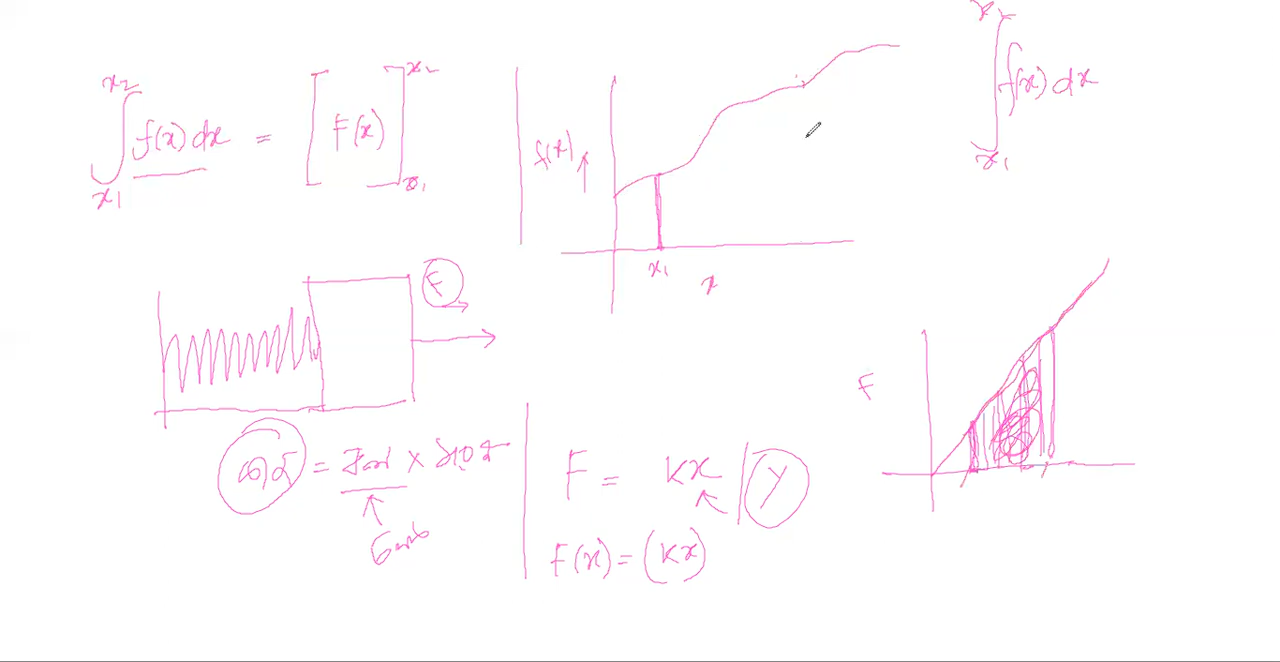 x2
∫ f(x) dx = [ F(x) ]
x1
x2
x1
f(x) ↑
x1
x
x2
∫ f(x) dx
x1
F
F
F = Kx
Y
F(x) = (Kx)